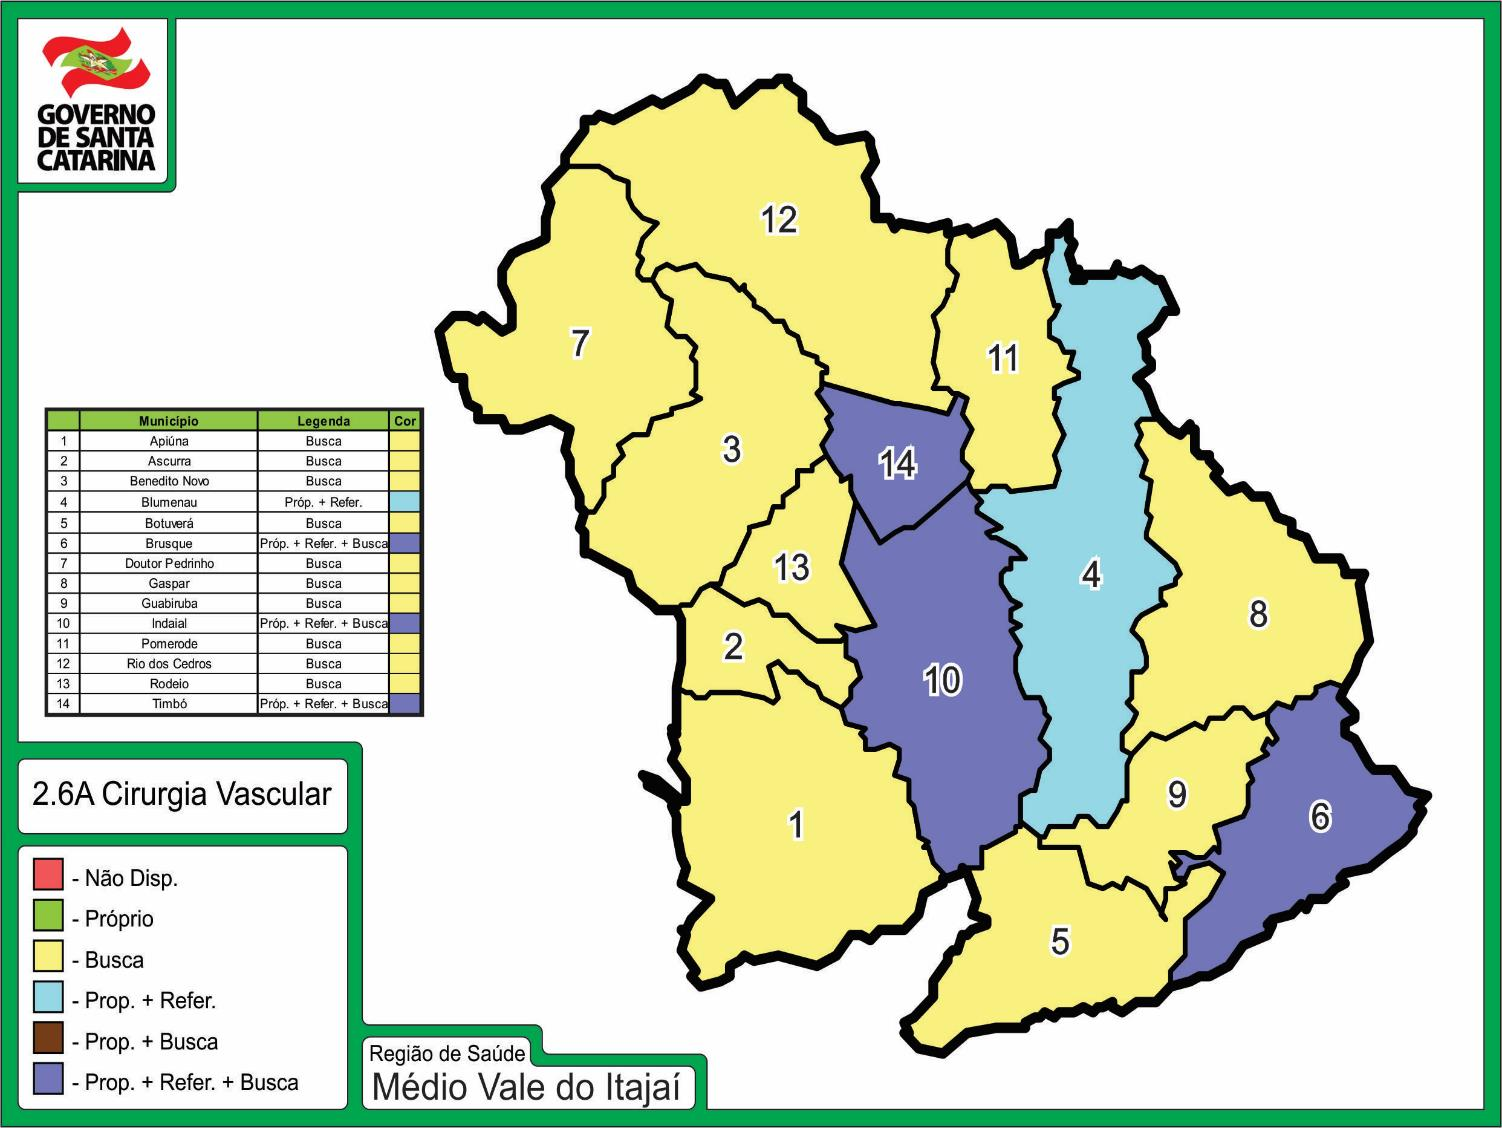 GOVERNO
DE SANTA
CATARINA
Município Legenda Cor
1 Apiúna Busca
2 Ascurra Busca
3 Benedito Novo Busca
4 Blumenau Próp. + Refer.
5 Botuverá Busca
6 Brusque Próp. + Refer. + Busca
7 Doutor Pedrinho Busca
8 Gaspar Busca
9 Guabiruba Busca
10 Indaial Próp. + Refer. + Busca
11 Pomerode Busca
12 Rio dos Cedros Busca
13 Rodeio Busca
14 Timbó Próp. + Refer. + Busca
12
7
11
3
14
13
4
8
2
10
1
9
6
5
2.6A Cirurgia Vascular
- Não Disp.
- Próprio
- Busca
- Prop. + Refer.
- Prop. + Busca
- Prop. + Refer. + Busca
Região de Saúde
Médio Vale do Itajaí